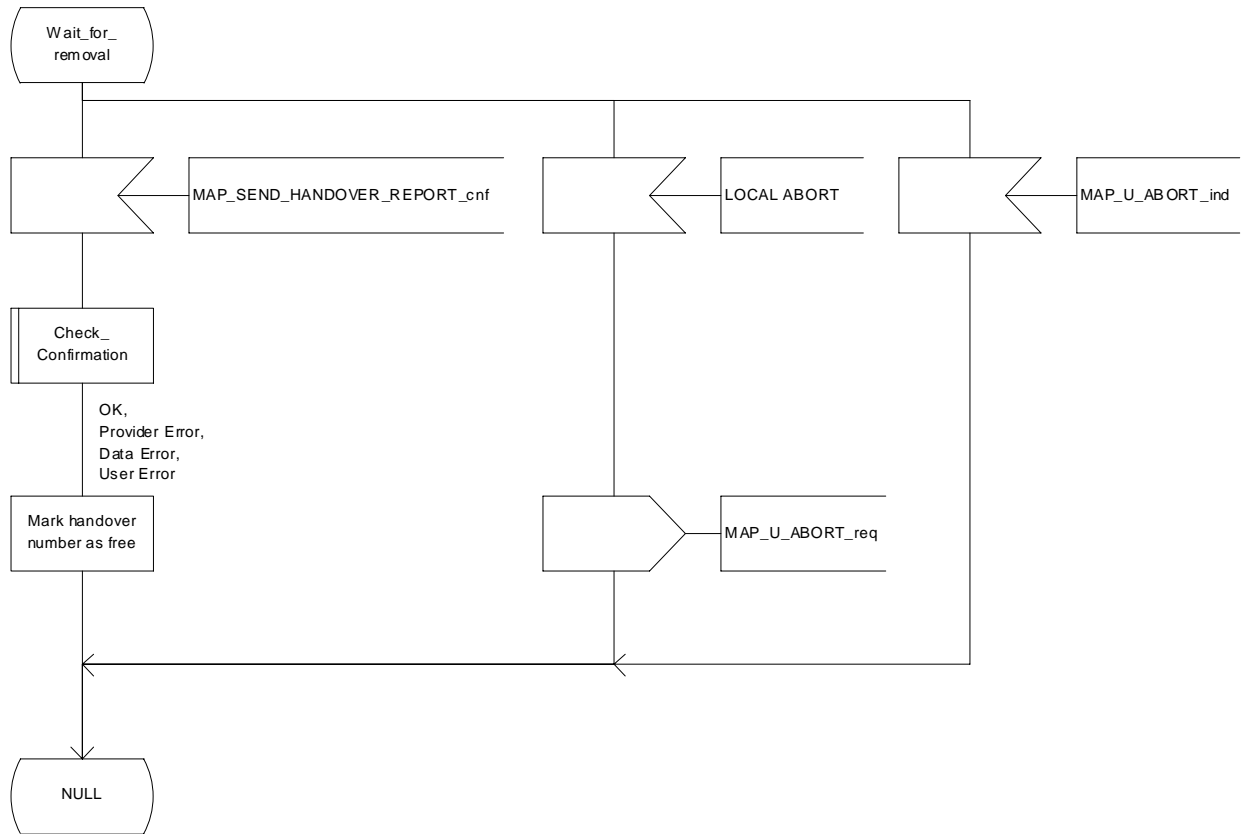 Wait_for_
removal
MAP_SEND_HANDOVER_REPORT_cnf
LOCAL ABORT
MAP_U_ABORT_ind
Check_
Confirmation
OK,
Provider Error,
Data Error,
User Error
Mark handover
number as free
MAP_U_ABORT_req
NULL